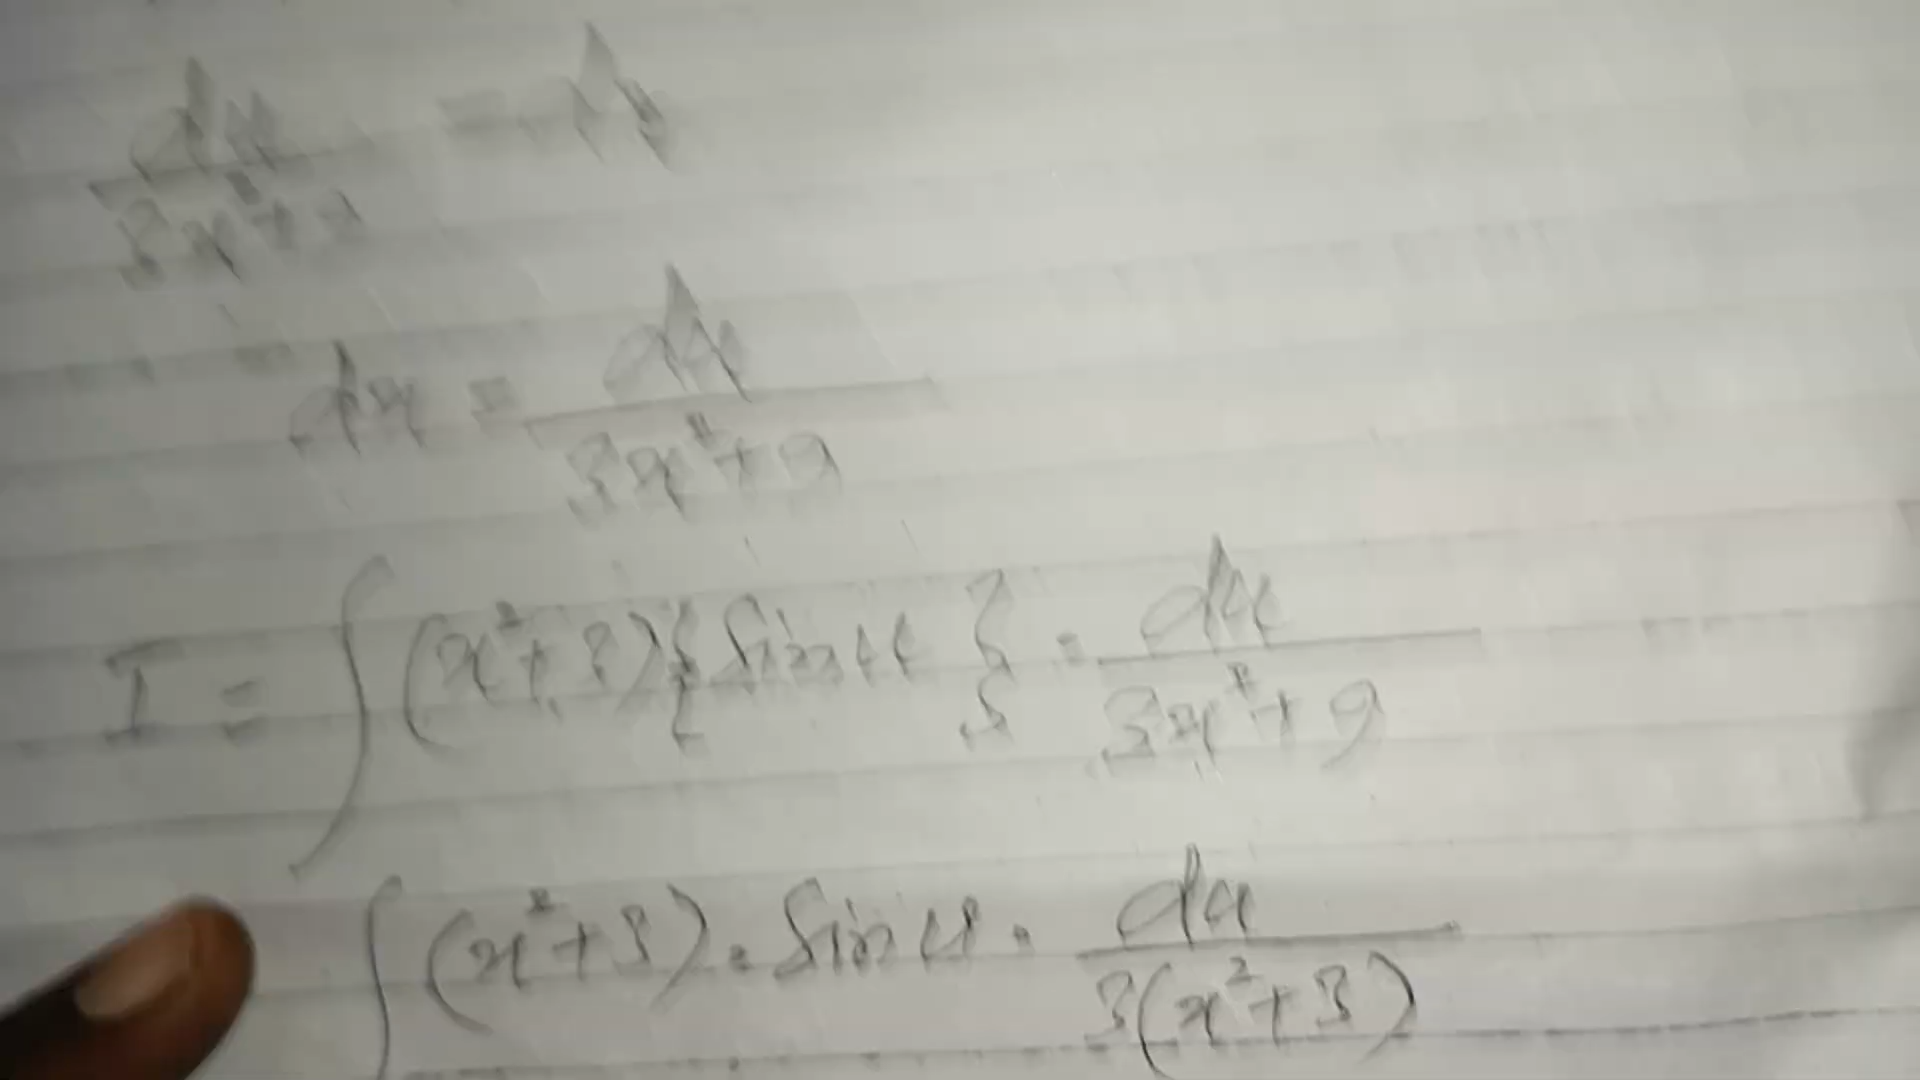 du/(3x²+9) = dx
dx = du/(3x²+9)
I = ∫(x²+3){Sin u} · du/(3x²+9)
∫(x²+3) · Sin u · du/(3(x²+3))